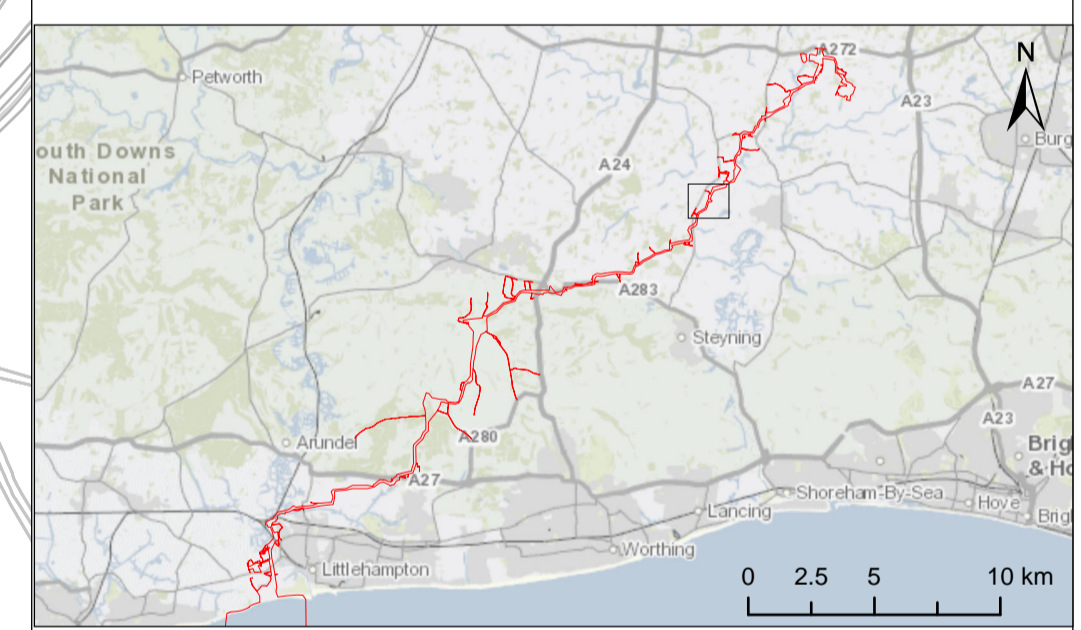 A272
N
Petworth
A23
Burg
outh Downs
National
Park
A24
A283
Steyning
A27
A23
Arundel
A280
Brig
& Ho
A27
Shoreham-By-Sea
Hove
Brig
Lancing
Worthing
Littlehampton
0 2.5 5 10 km